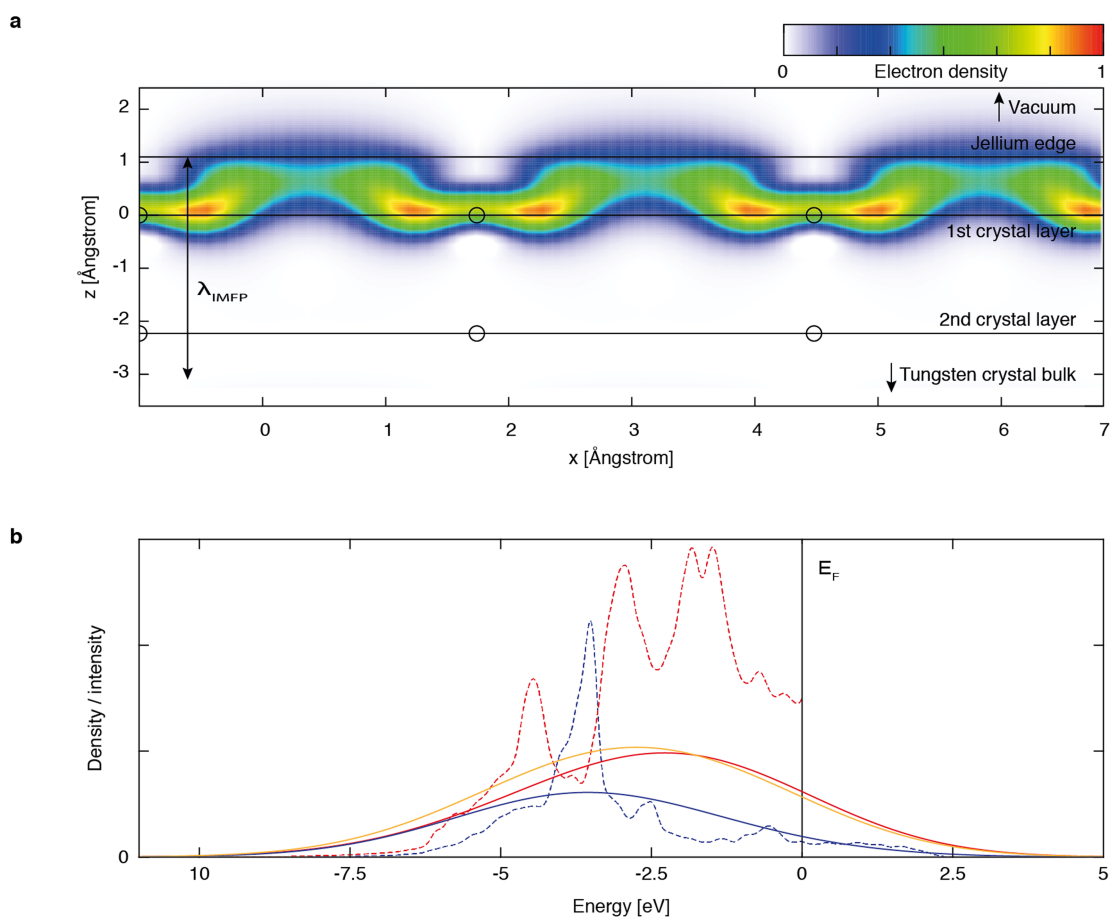 a
0 Electron density 1
2
1
0
-1
-2
-3
z [Ångstrom]
Vacuum
Jellium edge
1st crystal layer
2nd crystal layer
Tungsten crystal bulk
λIMFP
0 1 2 3 4 5 6 7
x [Ångstrom]
b
EF
Density / intensity
0
10 -7.5 -5 -2.5 0 2.5 5
Energy [eV]